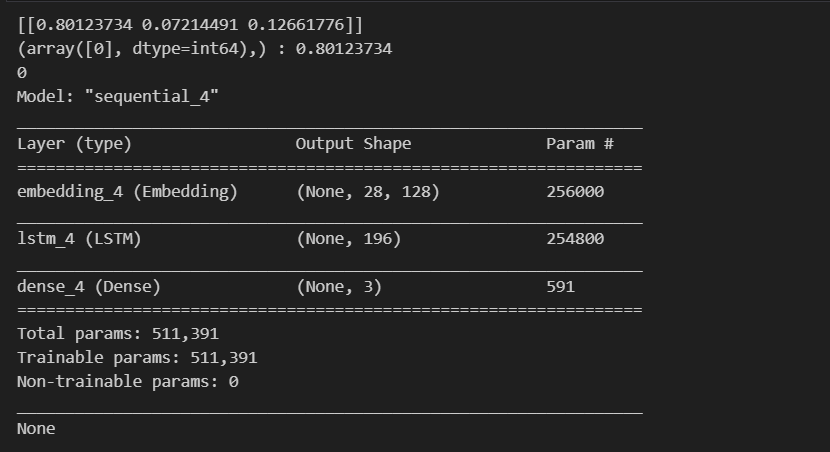 [[0.80123734 0.07214491 0.12661776]]
(array([0], dtype=int64),) : 0.80123734
0
Model: "sequential_4"
_________________________________________________________________
Layer (type)                 Output Shape              Param #
=================================================================
embedding_4 (Embedding)      (None, 28, 128)           256000
_________________________________________________________________
lstm_4 (LSTM)                (None, 196)               254800
_________________________________________________________________
dense_4 (Dense)              (None, 3)                 591
=================================================================
Total params: 511,391
Trainable params: 511,391
Non-trainable params: 0
_________________________________________________________________
None